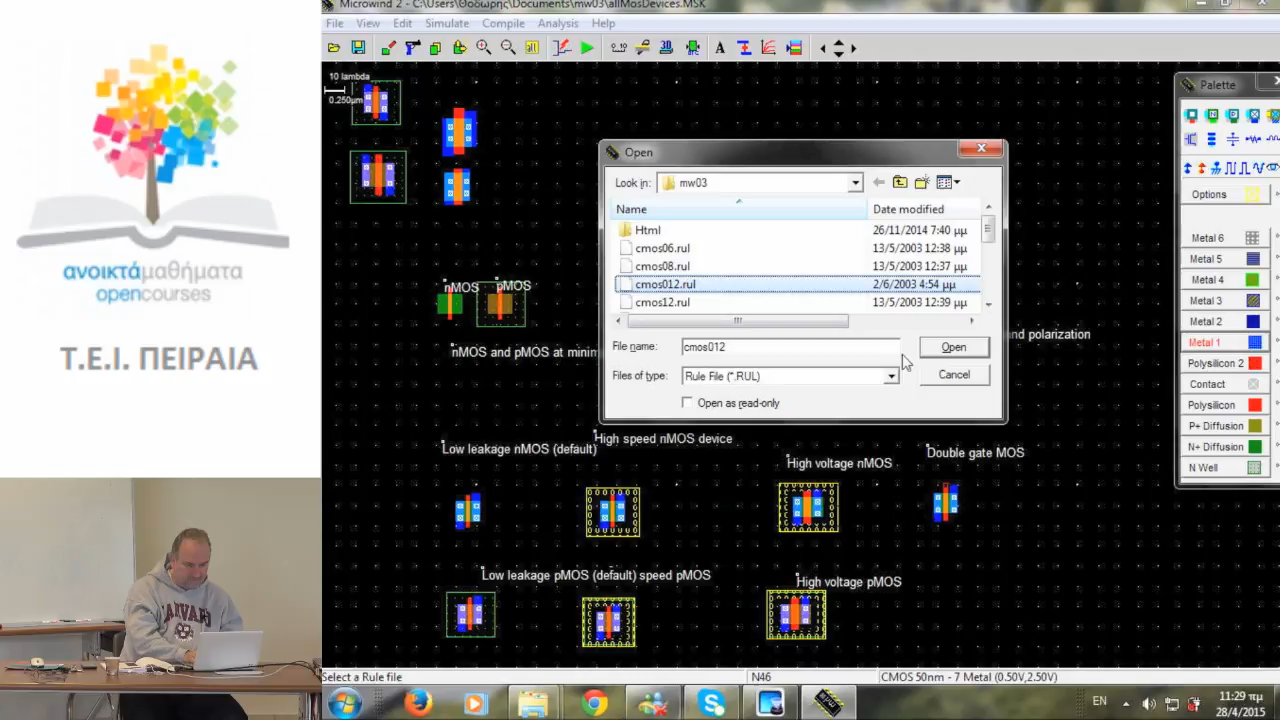 Microwind 2 - C:\Users\Θοδωρής\Documents\mw03\allMosDevices.MSK
File View Edit Simulate Compile Analysis Help
10 lambda
0.250µm
ανοικτάμαθήματα
opencourses
Τ.Ε.Ι. ΠΕΙΡΑΙΑ
HARVARD
nMOS pMOS
nMOS and pMOS at minim
nd polarization
Low leakage nMOS (default)
High speed nMOS device
High voltage nMOS
Double gate MOS
Low leakage pMOS (default) speed pMOS
High voltage pMOS
Open
Look in: mw03
Name Date modified
Html 26/11/2014 7:40 μμ
cmos06.rul 13/5/2003 12:38 μμ
cmos08.rul 13/5/2003 12:37 μμ
cmos012.rul 2/6/2003 4:54 μμ
cmos12.rul 13/5/2003 12:39 μμ
File name: cmos012 Open
Files of type: Rule File (*.RUL) Cancel
Open as read-only
Palette
Options
Metal 6
Metal 5
Metal 4
Metal 3
Metal 2
Metal 1
Polysilicon 2
Contact
Polysilicon
P+ Diffusion
N+ Diffusion
N Well
Select a Rule file N46 CMOS 50nm - 7 Metal (0.50V,2.50V)
EN 11:29 πμ
28/4/2015